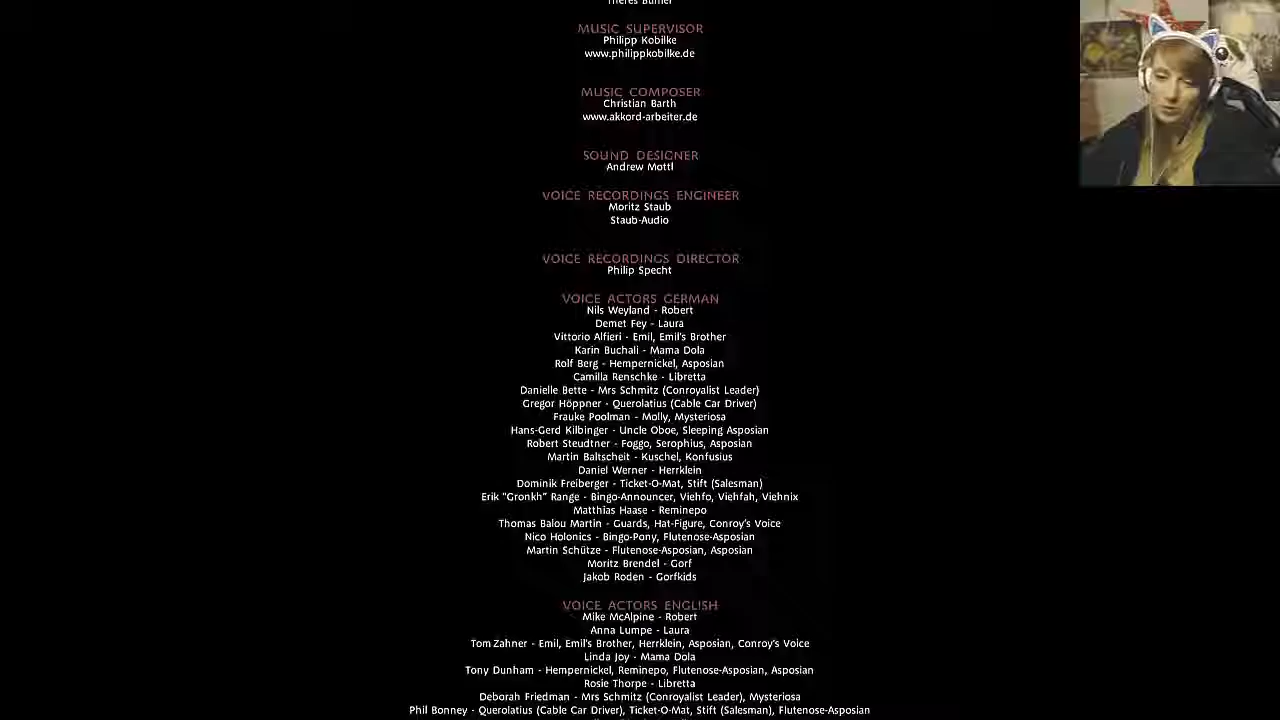 MUSIC SUPERVISOR
Philipp Kobilke
www.philippkobilke.de
MUSIC COMPOSER
Christian Barth
www.akkord-arbeiter.de
SOUND DESIGNER
Andrew Mottl
VOICE RECORDINGS ENGINEER
Moritz Staub
Staub-Audio
VOICE RECORDINGS DIRECTOR
Philip Specht
VOICE ACTORS GERMAN
Nils Weyland - Robert
Demet Fey - Laura
Vittorio Alfieri - Emil, Emil's Brother
Karin Buchali - Mama Dola
Rolf Berg - Hempernickel, Asposian
Camilla Renschke - Libretta
Danielle Bette - Mrs Schmitz (Conroyalist Leader)
Gregor Höppner - Querolatius (Cable Car Driver)
Frauke Poolman - Molly, Mysteriosa
Hans-Gerd Kilbinger - Uncle Oboe, Sleeping Asposian
Robert Steudtner - Foggo, Serophius, Asposian
Martin Baltscheit - Kuschel, Konfusius
Daniel Werner - Herrklein
Dominik Freiberger - Ticket-O-Mat, Stift (Salesman)
Erik "Gronkh" Range - Bingo-Announcer, Viehfo, Viehfah, Viehnix
Matthias Haase - Reminepo
Thomas Balou Martin - Guards, Hat-Figure, Conroy's Voice
Nico Holonics - Bingo-Pony, Flutenose-Asposian
Martin Schütze - Flutenose-Asposian, Asposian
Moritz Brendel - Gorf
Jakob Roden - Gorfkids
VOICE ACTORS ENGLISH
Mike McAlpine - Robert
Anna Lumpe - Laura
Tom Zahner - Emil, Emil's Brother, Herrklein, Asposian, Conroy's Voice
Linda Joy - Mama Dola
Tony Dunham - Hempernickel, Reminepo, Flutenose-Asposian, Asposian
Rosie Thorpe - Libretta
Deborah Friedman - Mrs Schmitz (Conroyalist Leader), Mysteriosa
Phil Bonney - Querolatius (Cable Car Driver), Ticket-O-Mat, Stift (Salesman), Flutenose-Asposian